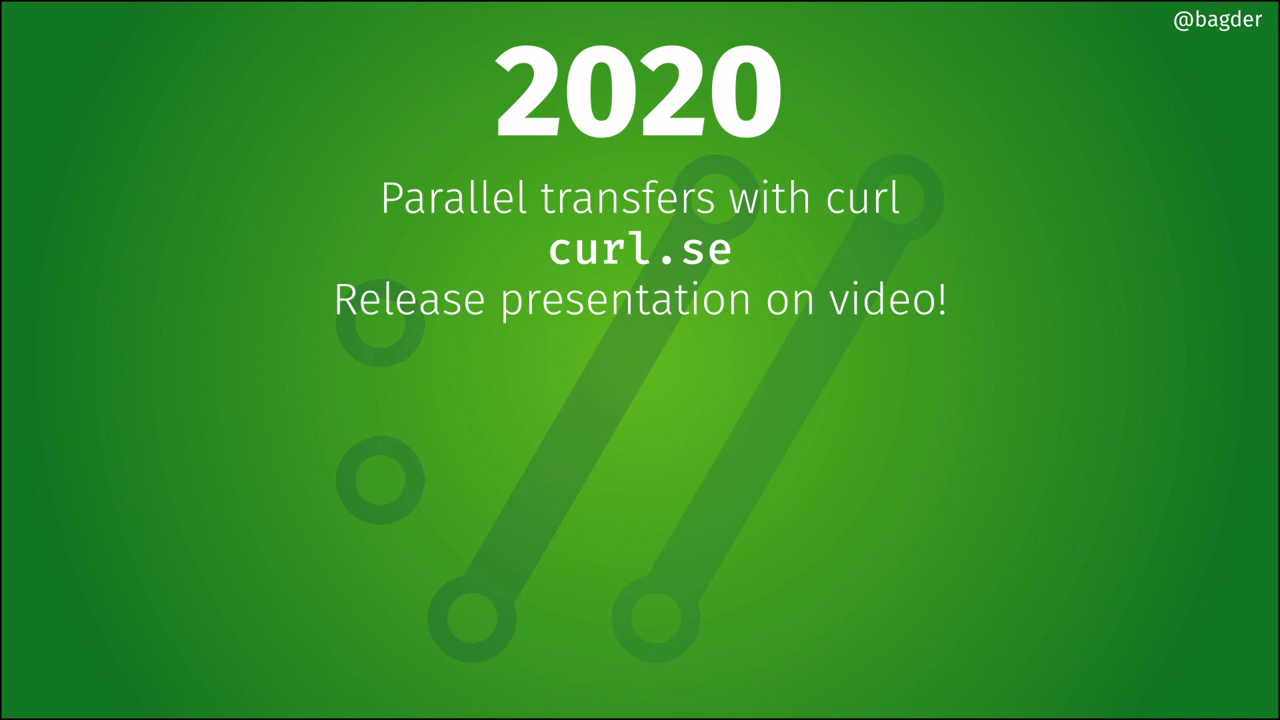 @bagder
2020
Parallel transfers with curl
curl.se
Release presentation on video!